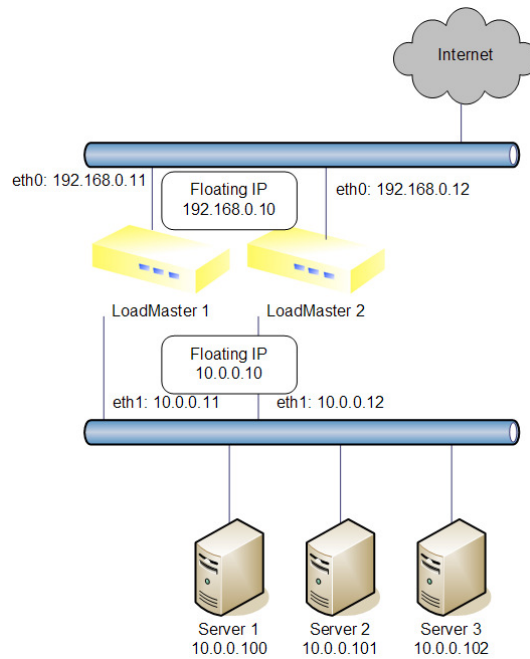 Internet
eth0: 192.168.0.11
Floating IP
192.168.0.10
eth0: 192.168.0.12
LoadMaster 1
LoadMaster 2
Floating IP
10.0.0.10
eth1: 10.0.0.11
eth1: 10.0.0.12
Server 1
10.0.0.100
Server 2
10.0.0.101
Server 3
10.0.0.102